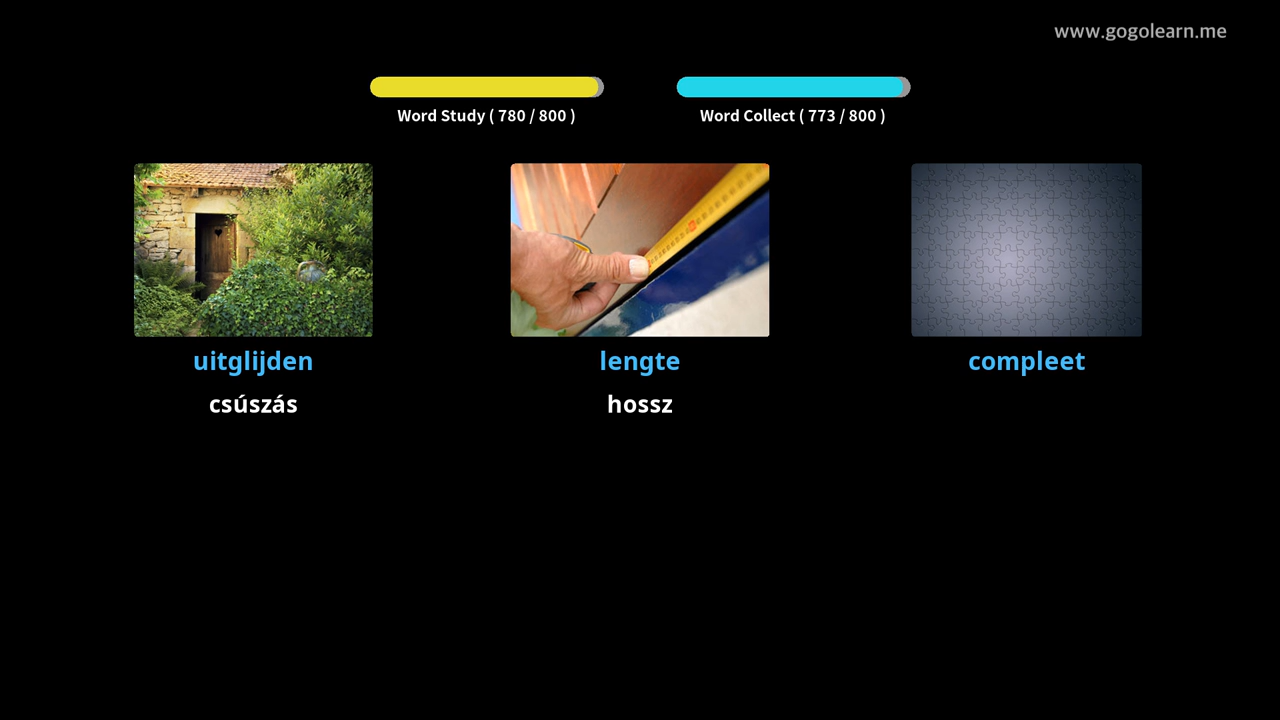 www.gogolearn.me
Word Study ( 780 / 800 )
Word Collect ( 773 / 800 )
uitglijden
lengte
compleet
csúszás
hossz